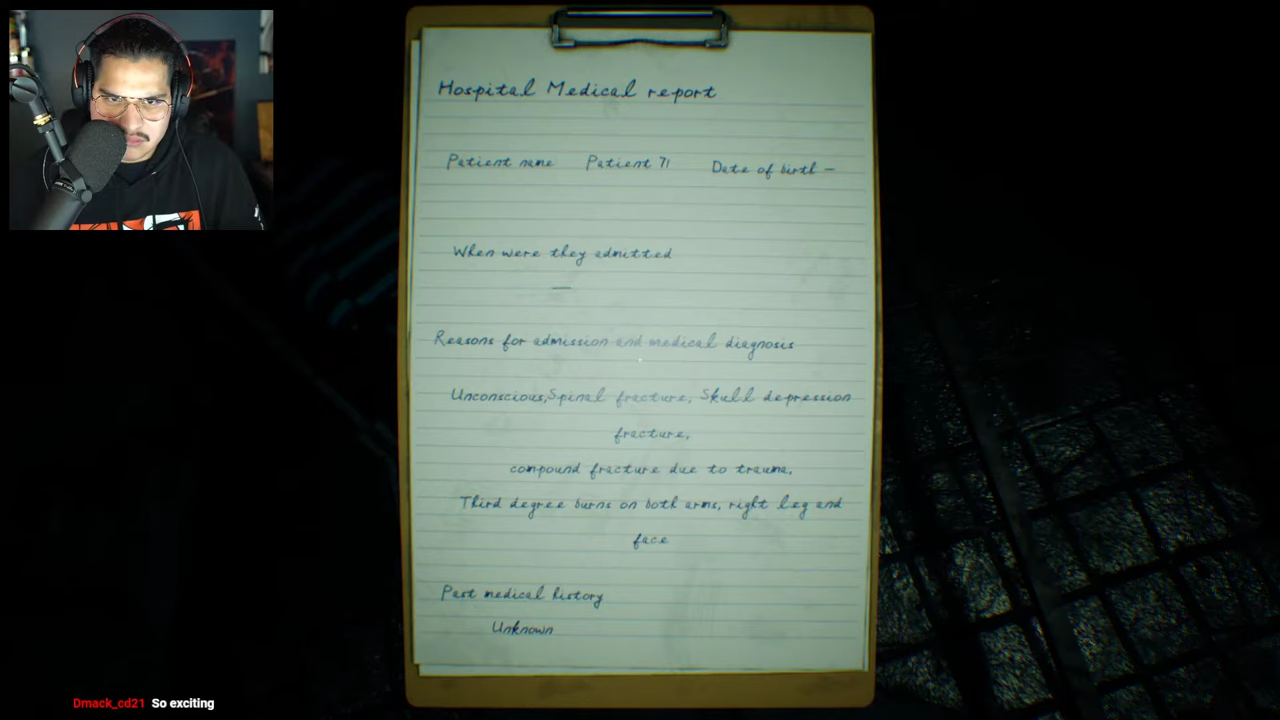 Hospital Medical report
Patient name Patient 71 Date of birth -
When were they admitted
—
Reasons for admission and medical diagnosis
Unconscious,Spinal fracture, Skull depression
fracture,
compound fracture due to trauma,
Third degree burns on both arms, right leg and
face
Past medical history
Unknown
Dmack_cd21 So exciting